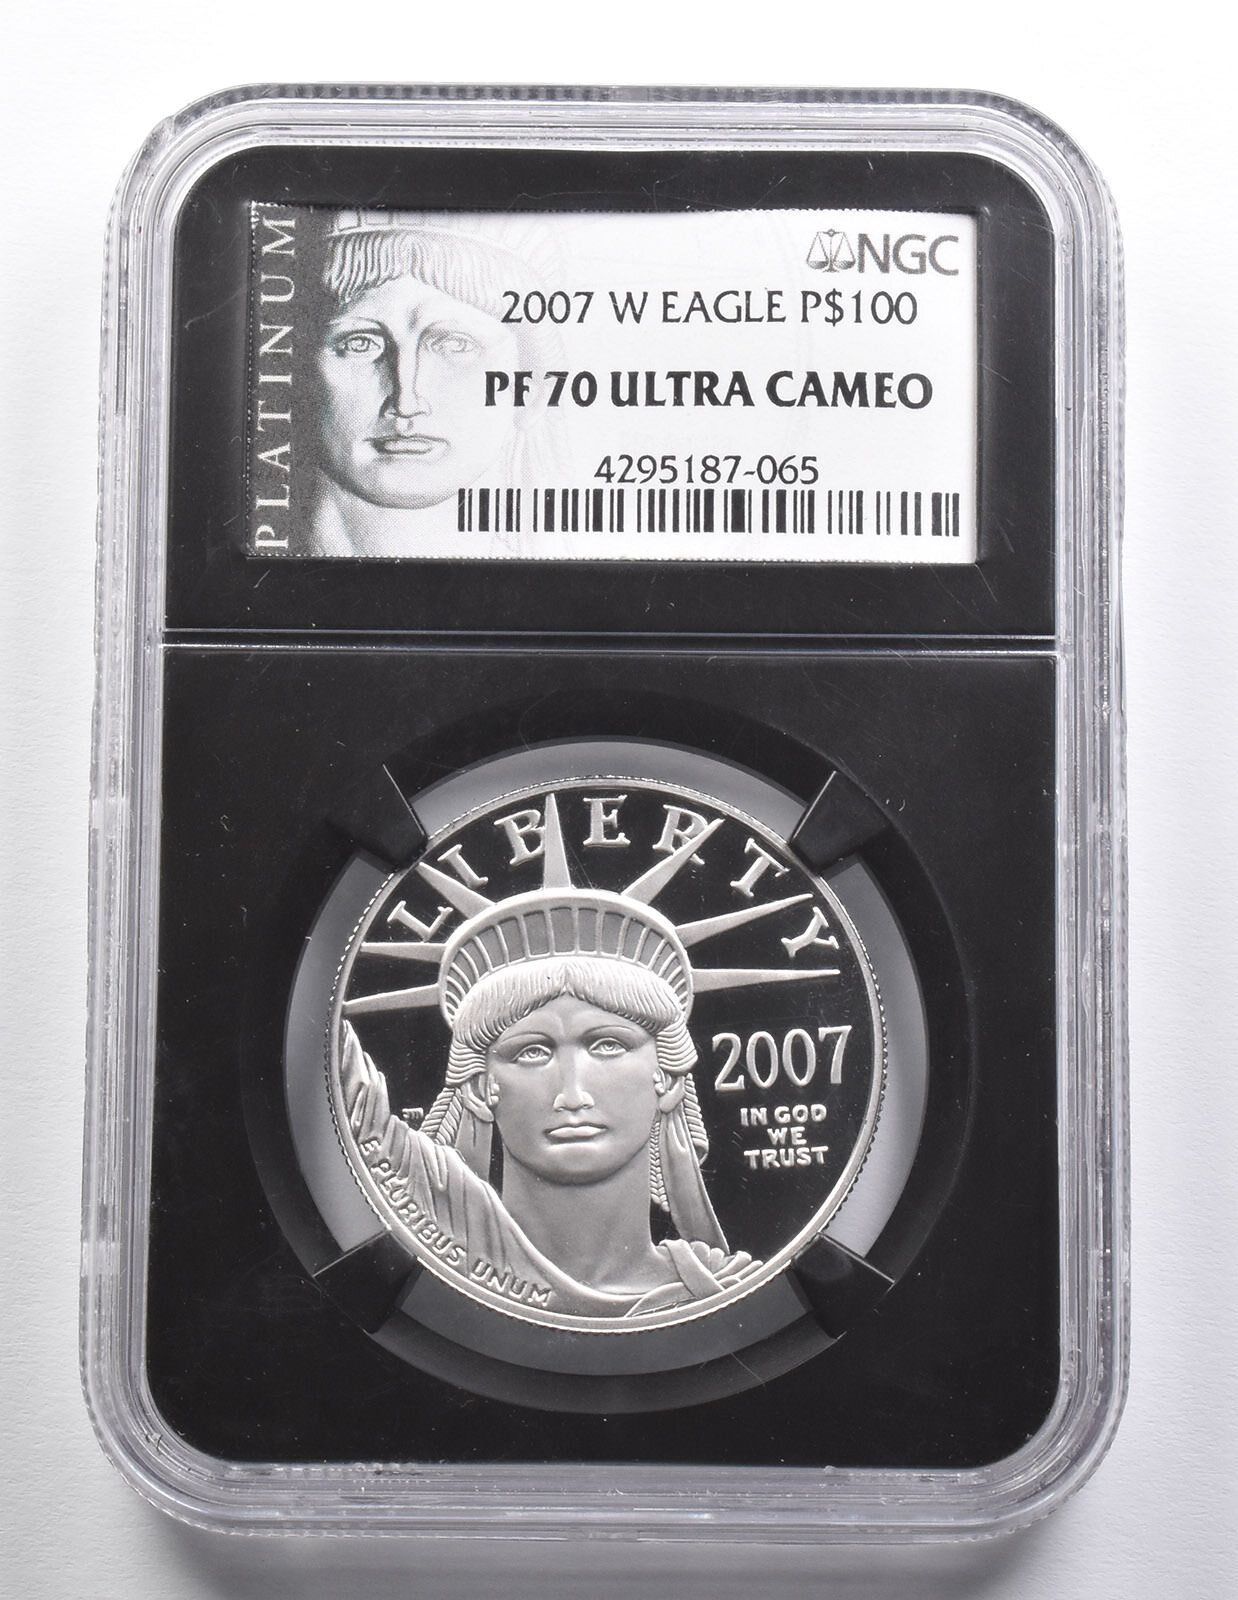 PLATINUM
NGC
2007 W EAGLE P$100
PF 70 ULTRA CAMEO
4295187-065
LIBERTY
2007
IN GOD
WE
TRUST
E PLURIBUS UNUM